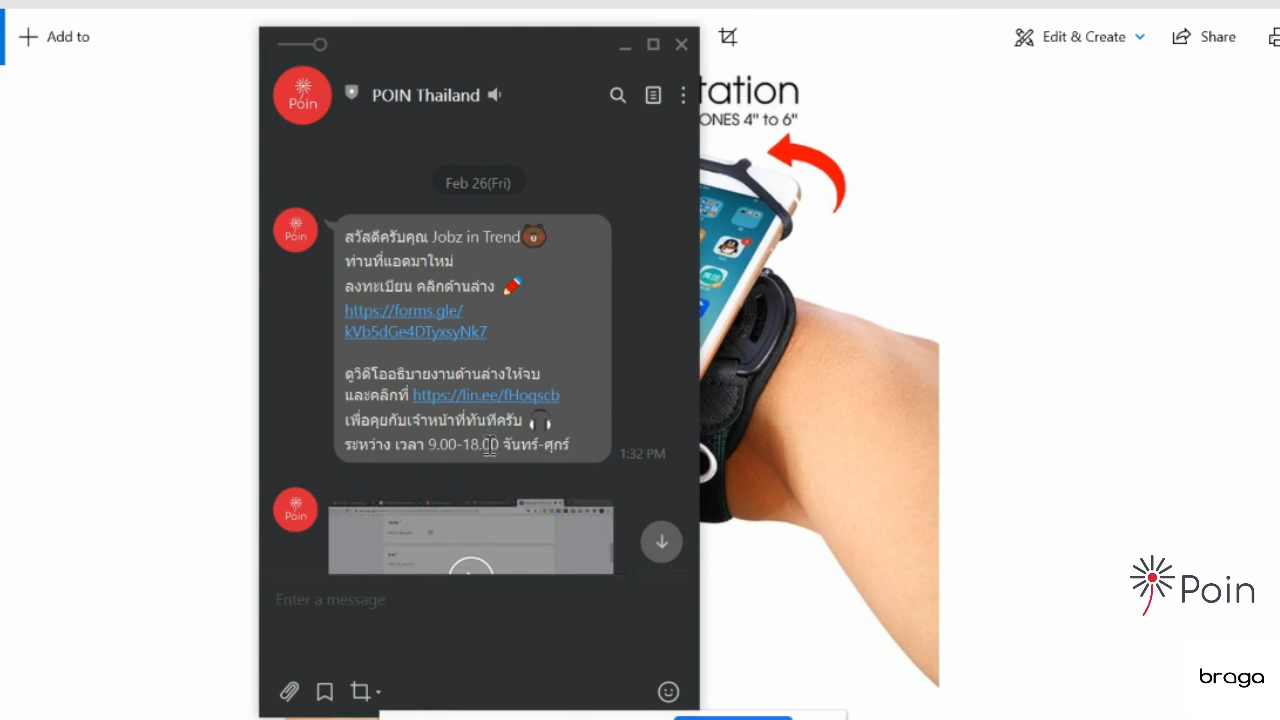 Add to
Edit & Create
Share
tation
ONES 4" to 6"
Poin
POIN Thailand
Feb 26(Fri)
Poin
สวัสดีครับคุณ Jobz in Trend
ท่านที่แอดมาใหม่
ลงทะเบียน คลิกด้านล่าง
https://forms.gle/
kVb5dGe4DTyxsyNk7
ดูวิดีโออธิบายงานด้านล่างให้จบ
และคลิกที่ https://lin.ee/fHoqscb
เพื่อคุยกับเจ้าหน้าที่ทันทีครับ
ระหว่าง เวลา 9.00-18.00 จันทร์-ศุกร์
1:32 PM
Poin
Enter a message
Poin
braga